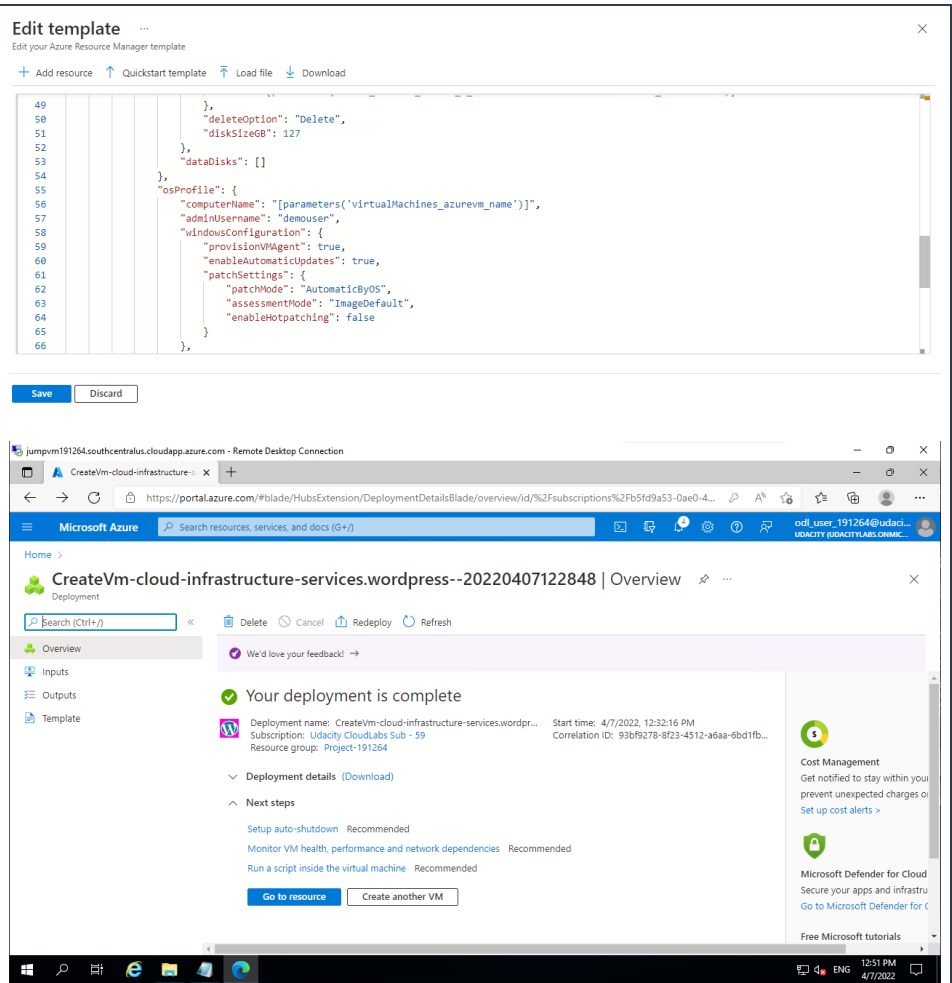 Edit template ...
Edit your Azure Resource Manager template
Add resource Quickstart template Load file Download
49 },
50 "deleteOption": "Delete",
51 "diskSizeGB": 127
52 },
53 "dataDisks": []
54 },
55 "osProfile": {
56 "computerName": "[parameters('virtualMachines_azurevm_name')]",
57 "adminUsername": "demouser",
58 "windowsConfiguration": {
59 "provisionVMAgent": true,
60 "enableAutomaticUpdates": true,
61 "patchSettings": {
62 "patchMode": "AutomaticByOS",
63 "assessmentMode": "ImageDefault",
64 "enableHotpatching": false
65 }
66 },
Save Discard
jumpvm191264.southcentralus.cloudapp.azure.com - Remote Desktop Connection
CreateVm-cloud-infrastructure-s
https://portal.azure.com/#blade/HubsExtension/DeploymentDetailsBlade/overview/id/%2Fsubscriptions%2Fb5fd9a53-0ae0-4...
Microsoft Azure Search resources, services, and docs (G+/) 4 odl_user_191264@udaci...
UDACITY (UDACITYLABS.ONMIC...
Home >
CreateVm-cloud-infrastructure-services.wordpress--20220407122848 | Overview ...
Deployment
Search (Ctrl+/) « Delete Cancel Redeploy Refresh
Overview
We'd love your feedback! →
Inputs
Outputs
Template
Your deployment is complete
Deployment name: CreateVm-cloud-infrastructure-services.wordpr... Start time: 4/7/2022, 12:32:16 PM
Subscription: Udacity CloudLabs Sub - 59 Correlation ID: 93bf9278-8f23-4512-a6aa-6bd1fb...
Resource group: Project-191264
Deployment details (Download)
Next steps
Setup auto-shutdown Recommended
Monitor VM health, performance and network dependencies Recommended
Run a script inside the virtual machine Recommended
Go to resource Create another VM
Cost Management
Get notified to stay within your
prevent unexpected charges
Set up cost alerts >
Microsoft Defender for Cloud
Secure your apps and infrastru
Go to Microsoft Defender for
Free Microsoft tutorials
ENG 12:51 PM
4/7/2022